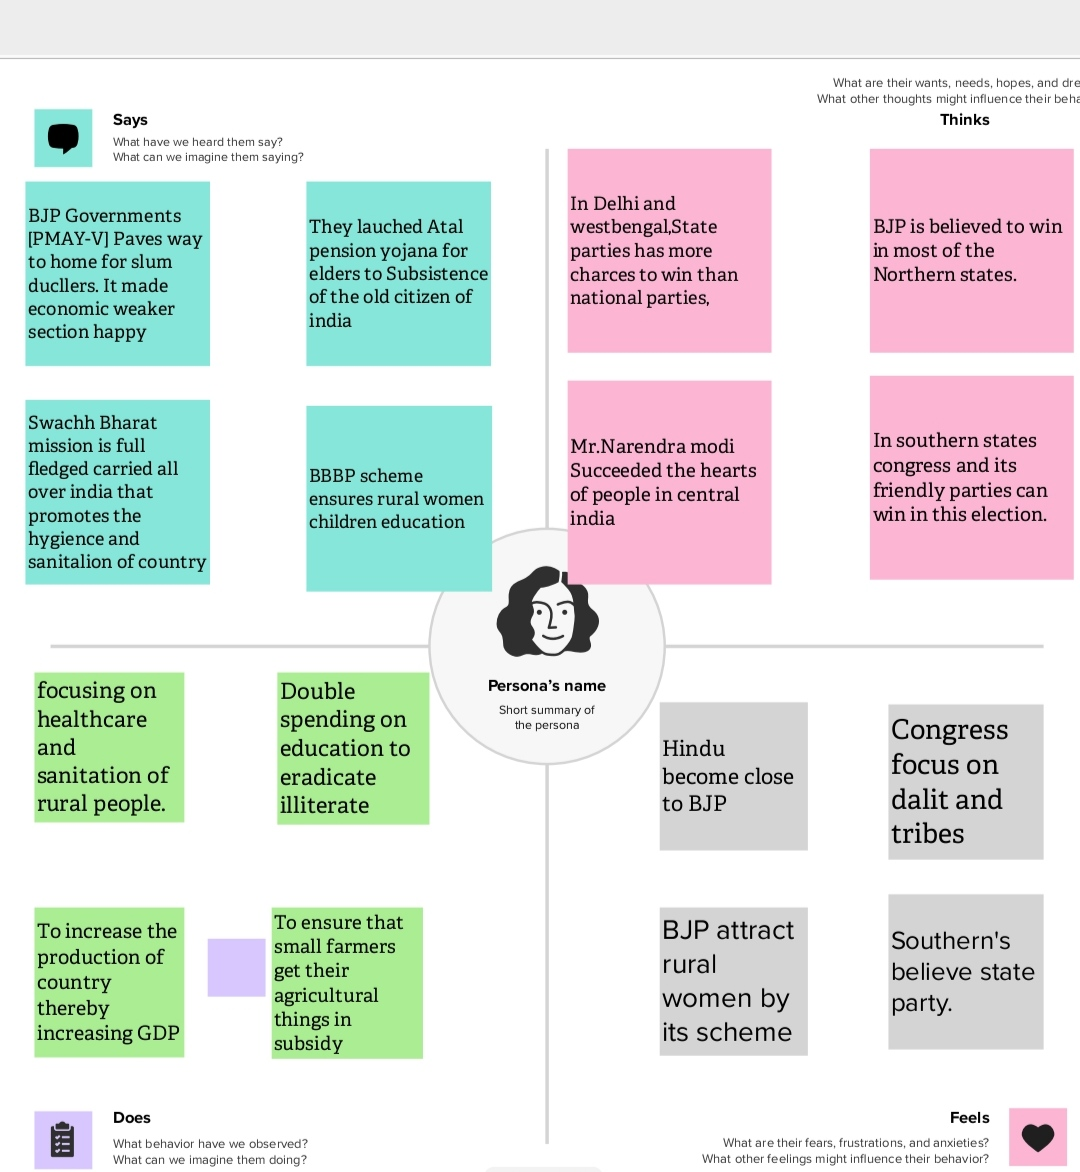 What are their wants, needs, hopes, and dre
What other thoughts might influence their beha
Says
What have we heard them say?
What can we imagine them saying?
Thinks
BJP Governments
[PMAY-V] Paves way
to home for slum
ducllers. It made
economic weaker
section happy
They lauched Atal
pension yojana for
elders to Subsistence
of the old citizen of
india
In Delhi and
westbengal,State
parties has more
charces to win than
national parties,
BJP is believed to win
in most of the
Northern states.
Swachh Bharat
mission is full
fledged carried all
over india that
promotes the
hygience and
sanitalion of country
BBBP scheme
ensures rural women
children education
Mr.Narendra modi
Succeeded the hearts
of people in central
india
In southern states
congress and its
friendly parties can
win in this election.
Persona's name
Short summary of
the persona
focusing on
healthcare
and
sanitation of
rural people.
Double
spending on
education to
eradicate
illiterate
Hindu
become close
to BJP
Congress
focus on
dalit and
tribes
To increase the
production of
country
thereby
increasing GDP
To ensure that
small farmers
get their
agricultural
things in
subsidy
BJP attract
rural
women by
its scheme
Southern's
believe state
party.
Does
What behavior have we observed?
What can we imagine them doing?
Feels
What are their fears, frustrations, and anxieties?
What other feelings might influence their behavior?